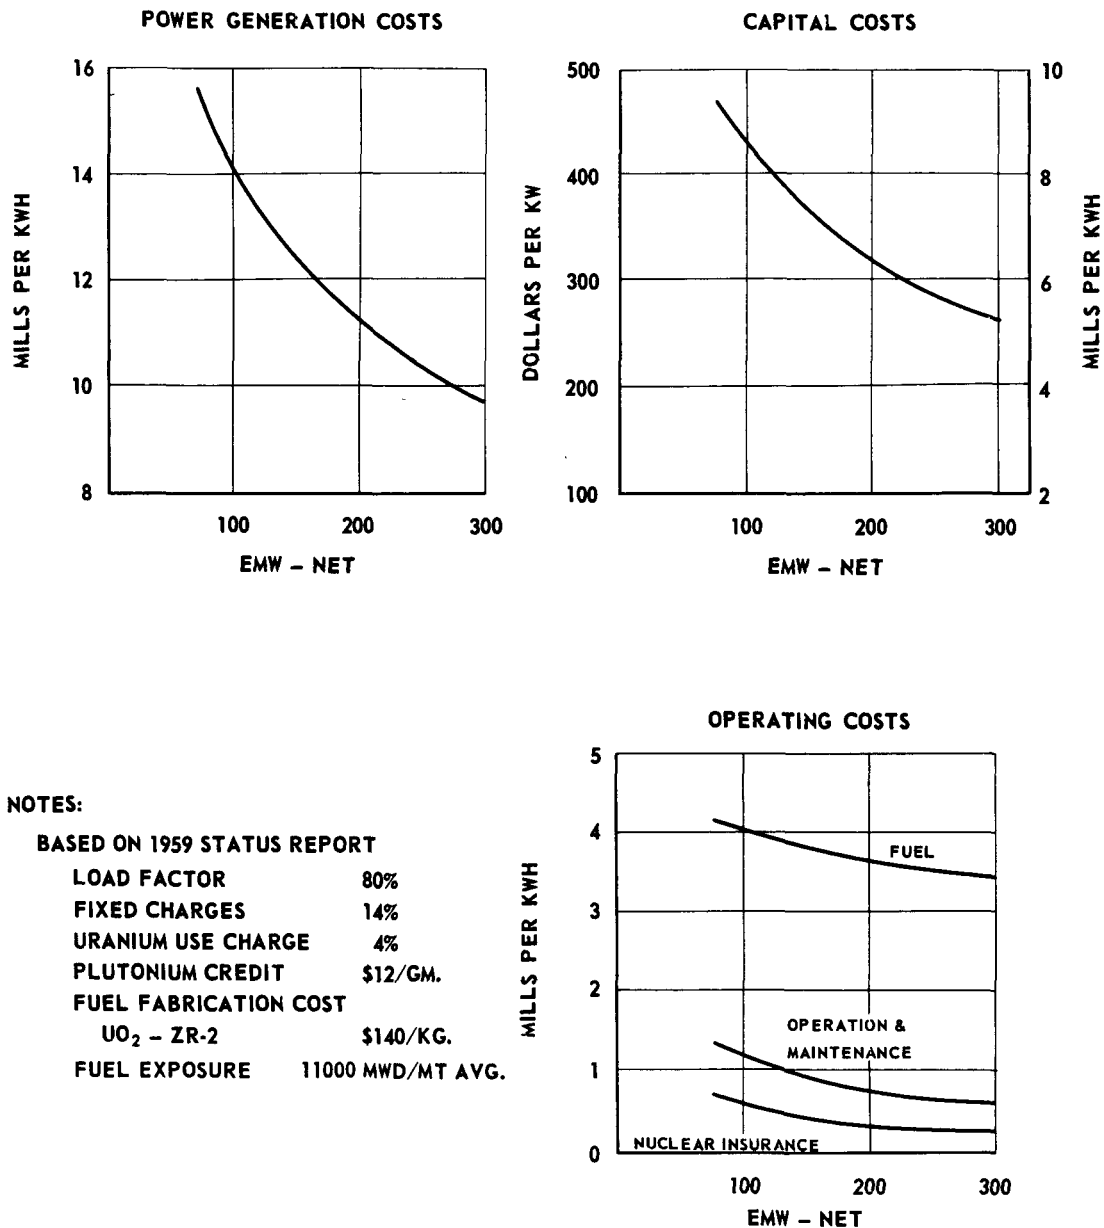 POWER GENERATION COSTS
16
14
12
10
8
MILLS PER KWH
100 200 300
EMW – NET
CAPITAL COSTS
500
400
300
200
100
DOLLARS PER KW
10
8
6
4
2
MILLS PER KWH
100 200 300
EMW – NET
NOTES:
BASED ON 1959 STATUS REPORT
LOAD FACTOR 80%
FIXED CHARGES 14%
URANIUM USE CHARGE 4%
PLUTONIUM CREDIT $12/GM.
FUEL FABRICATION COST
UO₂ – ZR-2 $140/KG.
FUEL EXPOSURE 11000 MWD/MT AVG.
OPERATING COSTS
5
4
3
2
1
0
MILLS PER KWH
FUEL
OPERATION &
MAINTENANCE
NUCLEAR INSURANCE
100 200 300
EMW – NET